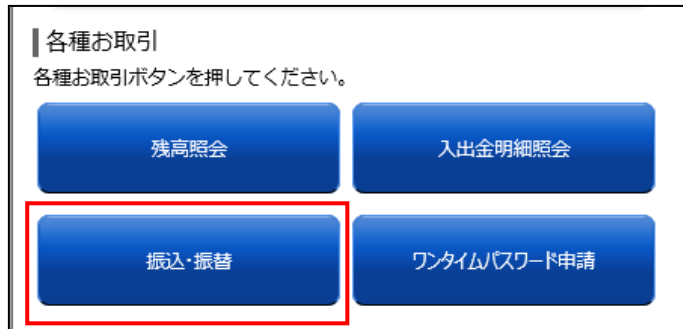 各種お取引
各種お取引ボタンを押してください。
残高照会
入出金明細照会
振込・振替
ワンタイムパスワード申請